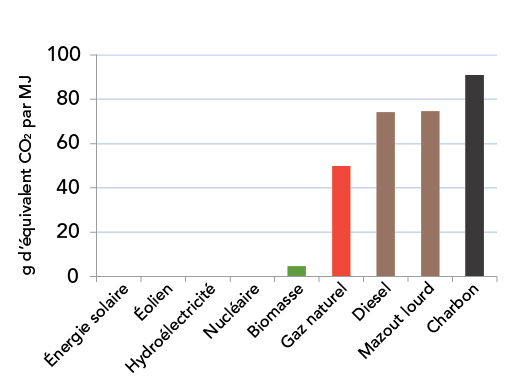 g d'équivalent CO₂ par MJ
100
80
60
40
20
0
Énergie solaire
Éolien
Hydroélectricité
Nucléaire
Biomasse
Gaz naturel
Diesel
Mazout lourd
Charbon